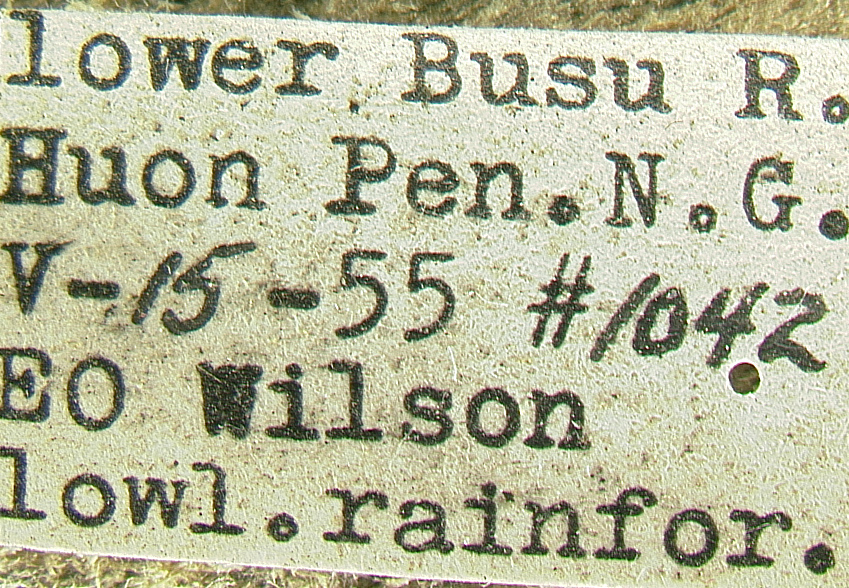 lower Busu R.
Huon Pen.N.G.
V-15-55 #1042
EO Wilson
lowl.rainfor.